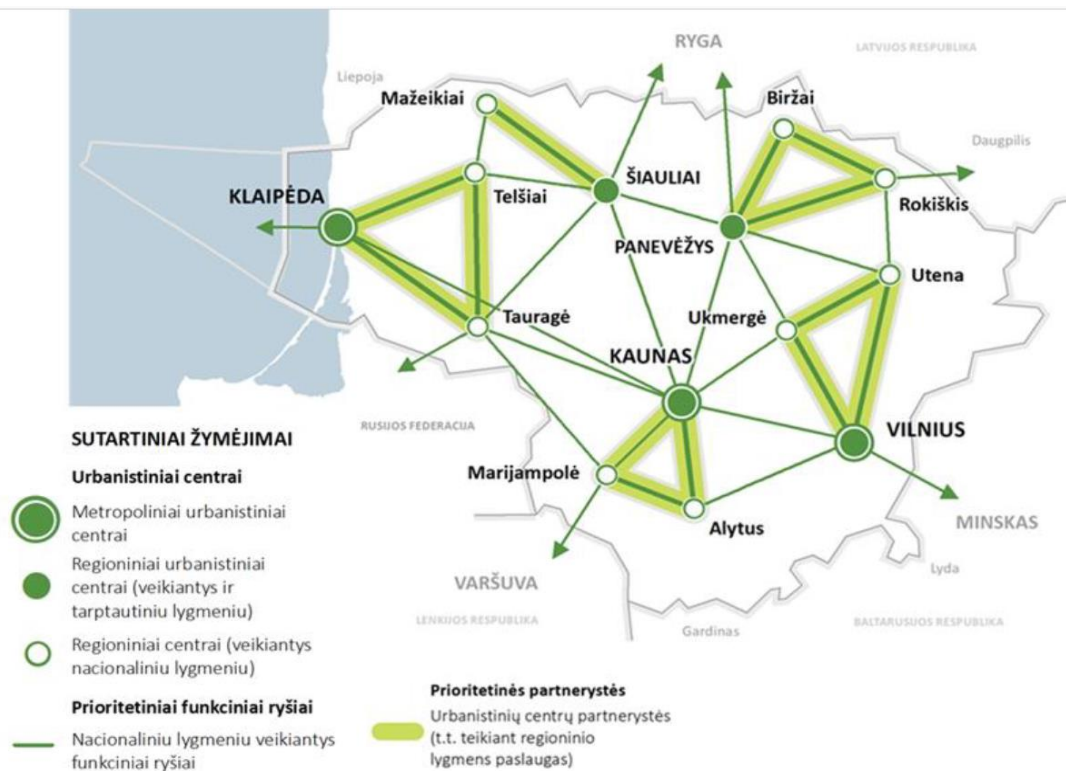 RYGA
LATVIJOS RESPUBLIKA
Liepoja
Mažeikiai
Biržai
Daugpilis
ŠIAULIAI
KLAIPĖDA
Telšiai
Rokiškis
PANEVĖŽYS
Utena
Tauragė
Ukmergė
KAUNAS
RUSIJOS FEDERACIJA
VILNIUS
Marijampolė
MINSKAS
Alytus
VARŠUVA
Lyda
LENKIJOS RESPUBLIKA
Gardinas
BALTARUSIJOS RESPUBLIKA
SUTARTINIAI ŽYMĖJIMAI
Urbanistiniai centrai
Metropoliniai urbanistiniai
centrai
Regioniniai urbanistiniai
centrai (veikiantys ir
tarptautiniu lygmeniu)
Regioniniai centrai (veikiantys
nacionaliniu lygmeniu)
Prioritetiniai funkciniai ryšiai
Nacionaliniu lygmeniu veikiantys
funkciniai ryšiai
Prioritetinės partnerystės
Urbanistinių centrų partnerystės
(t.t. teikiant regioninio
lygmens paslaugas)